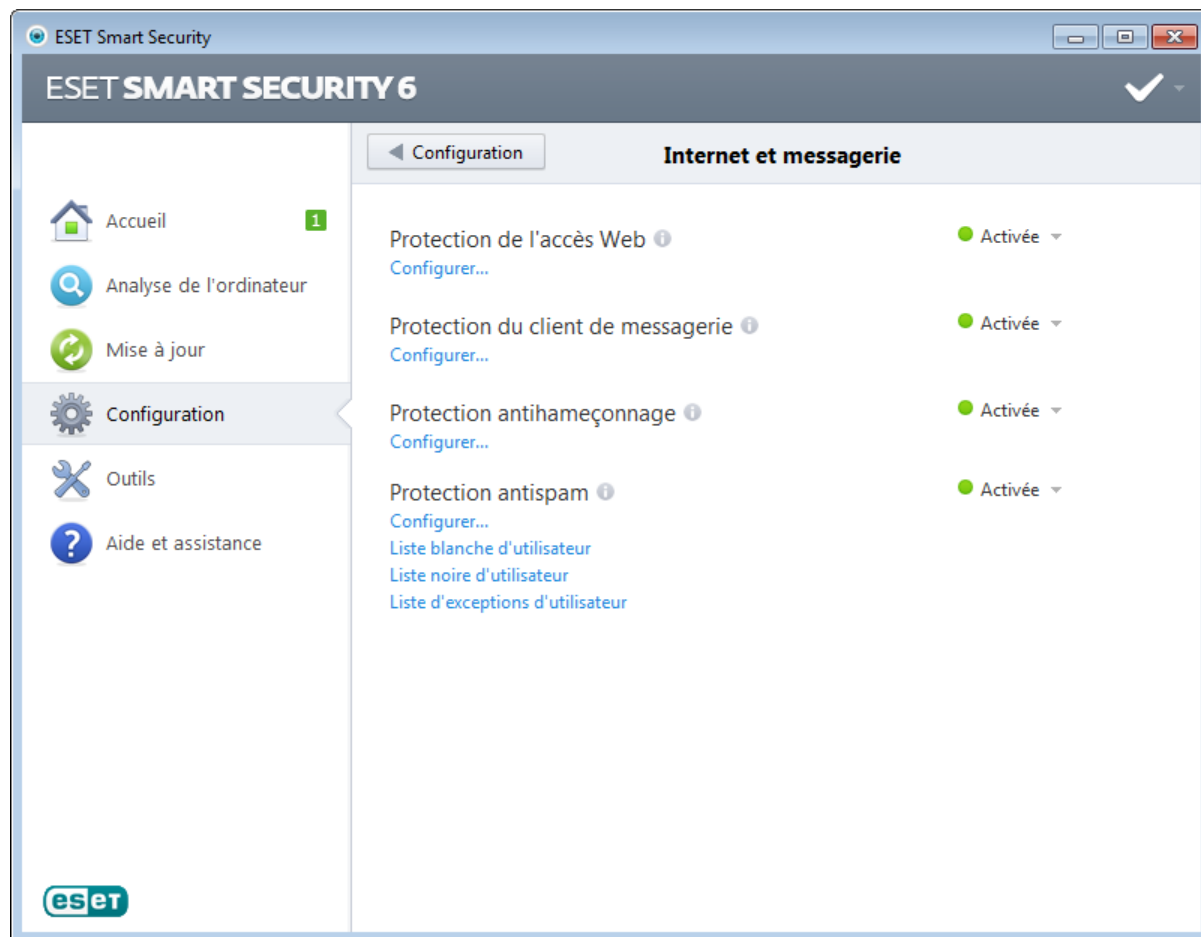 ESET Smart Security
ESET SMART SECURITY 6
Configuration
Internet et messagerie
Accueil 1
Analyse de l'ordinateur
Mise à jour
Configuration
Outils
Aide et assistance
Protection de l'accès Web Activée
Configurer...
Protection du client de messagerie Activée
Configurer...
Protection antihameçonnage Activée
Configurer...
Protection antispam Activée
Configurer...
Liste blanche d'utilisateur
Liste noire d'utilisateur
Liste d'exceptions d'utilisateur
eset